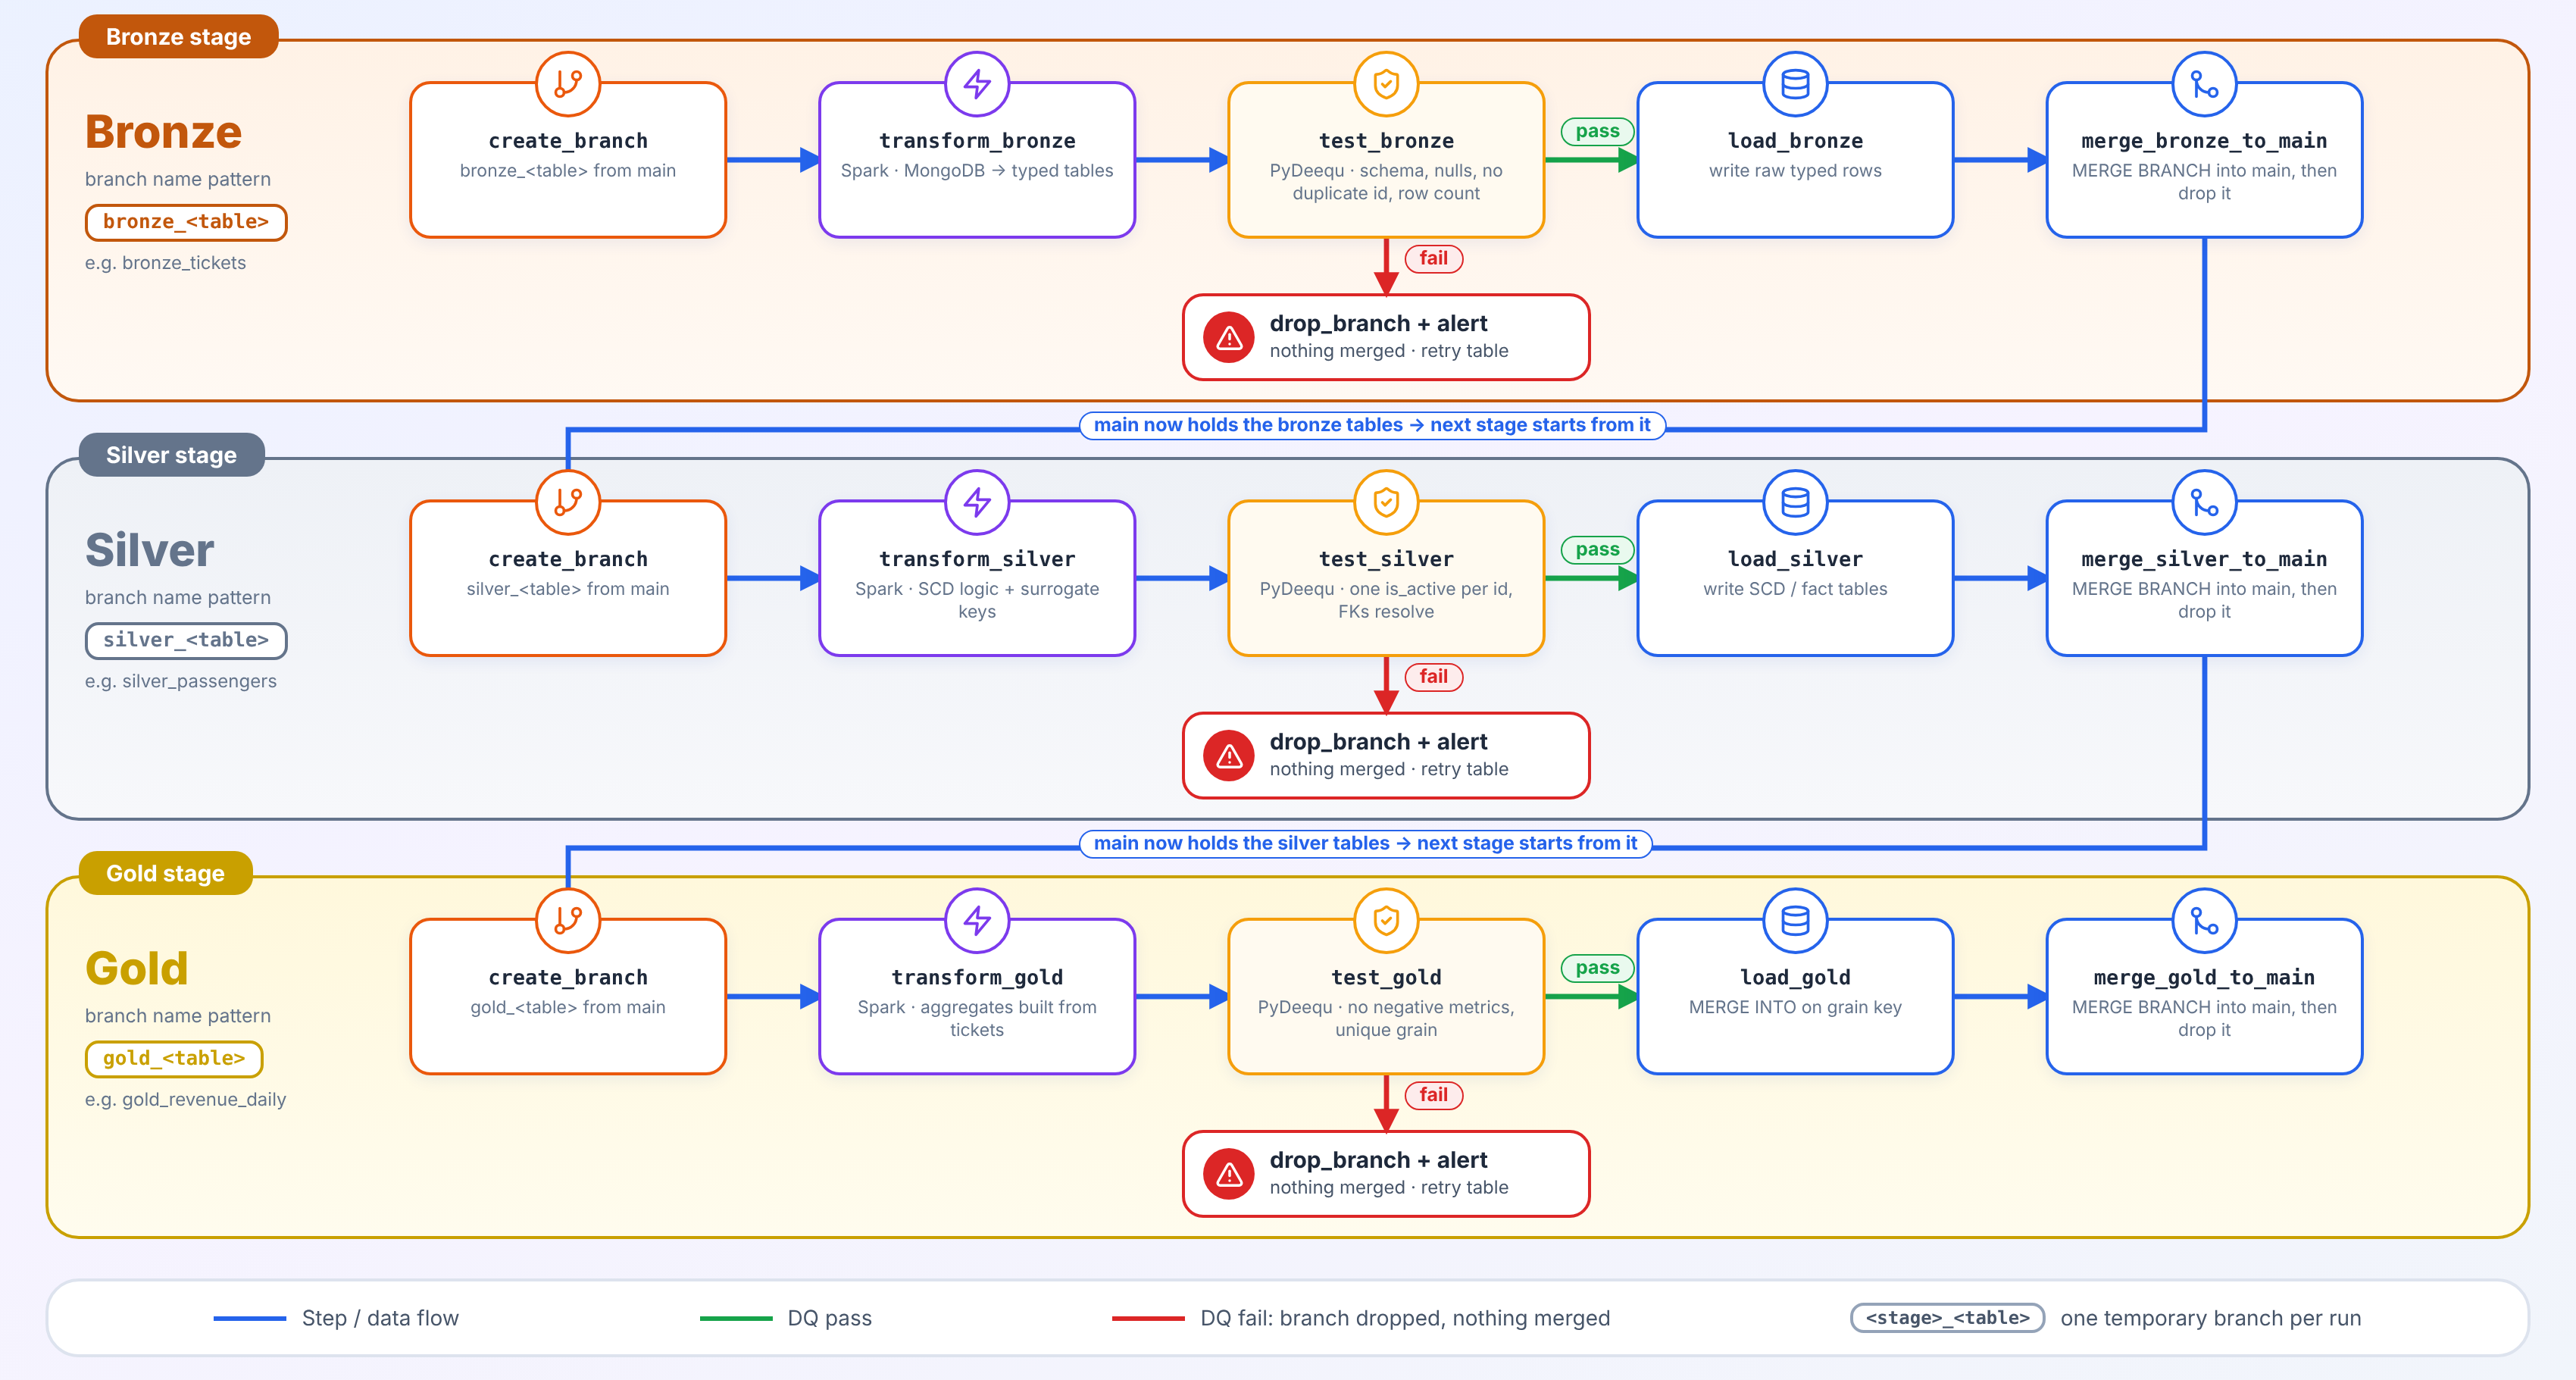 Bronze stage
Bronze
branch name pattern
bronze_<table>
e.g. bronze_tickets
create_branch
bronze_<table> from main
transform_bronze
Spark · MongoDB → typed tables
test_bronze
PyDeequ · schema, nulls, no
duplicate id, row count
pass
load_bronze
write raw typed rows
merge_bronze_to_main
MERGE BRANCH into main, then
drop it
fail
drop_branch + alert
nothing merged · retry table
main now holds the bronze tables → next stage starts from it
Silver stage
Silver
branch name pattern
silver_<table>
e.g. silver_passengers
create_branch
silver_<table> from main
transform_silver
Spark · SCD logic + surrogate
keys
test_silver
PyDeequ · one is_active per id,
FKs resolve
pass
load_silver
write SCD / fact tables
merge_silver_to_main
MERGE BRANCH into main, then
drop it
fail
drop_branch + alert
nothing merged · retry table
main now holds the silver tables → next stage starts from it
Gold stage
Gold
branch name pattern
gold_<table>
e.g. gold_revenue_daily
create_branch
gold_<table> from main
transform_gold
Spark · aggregates built from
tickets
test_gold
PyDeequ · no negative metrics,
unique grain
pass
load_gold
MERGE INTO on grain key
merge_gold_to_main
MERGE BRANCH into main, then
drop it
fail
drop_branch + alert
nothing merged · retry table
Step / data flow
DQ pass
DQ fail: branch dropped, nothing merged
<stage>_<table>
one temporary branch per run